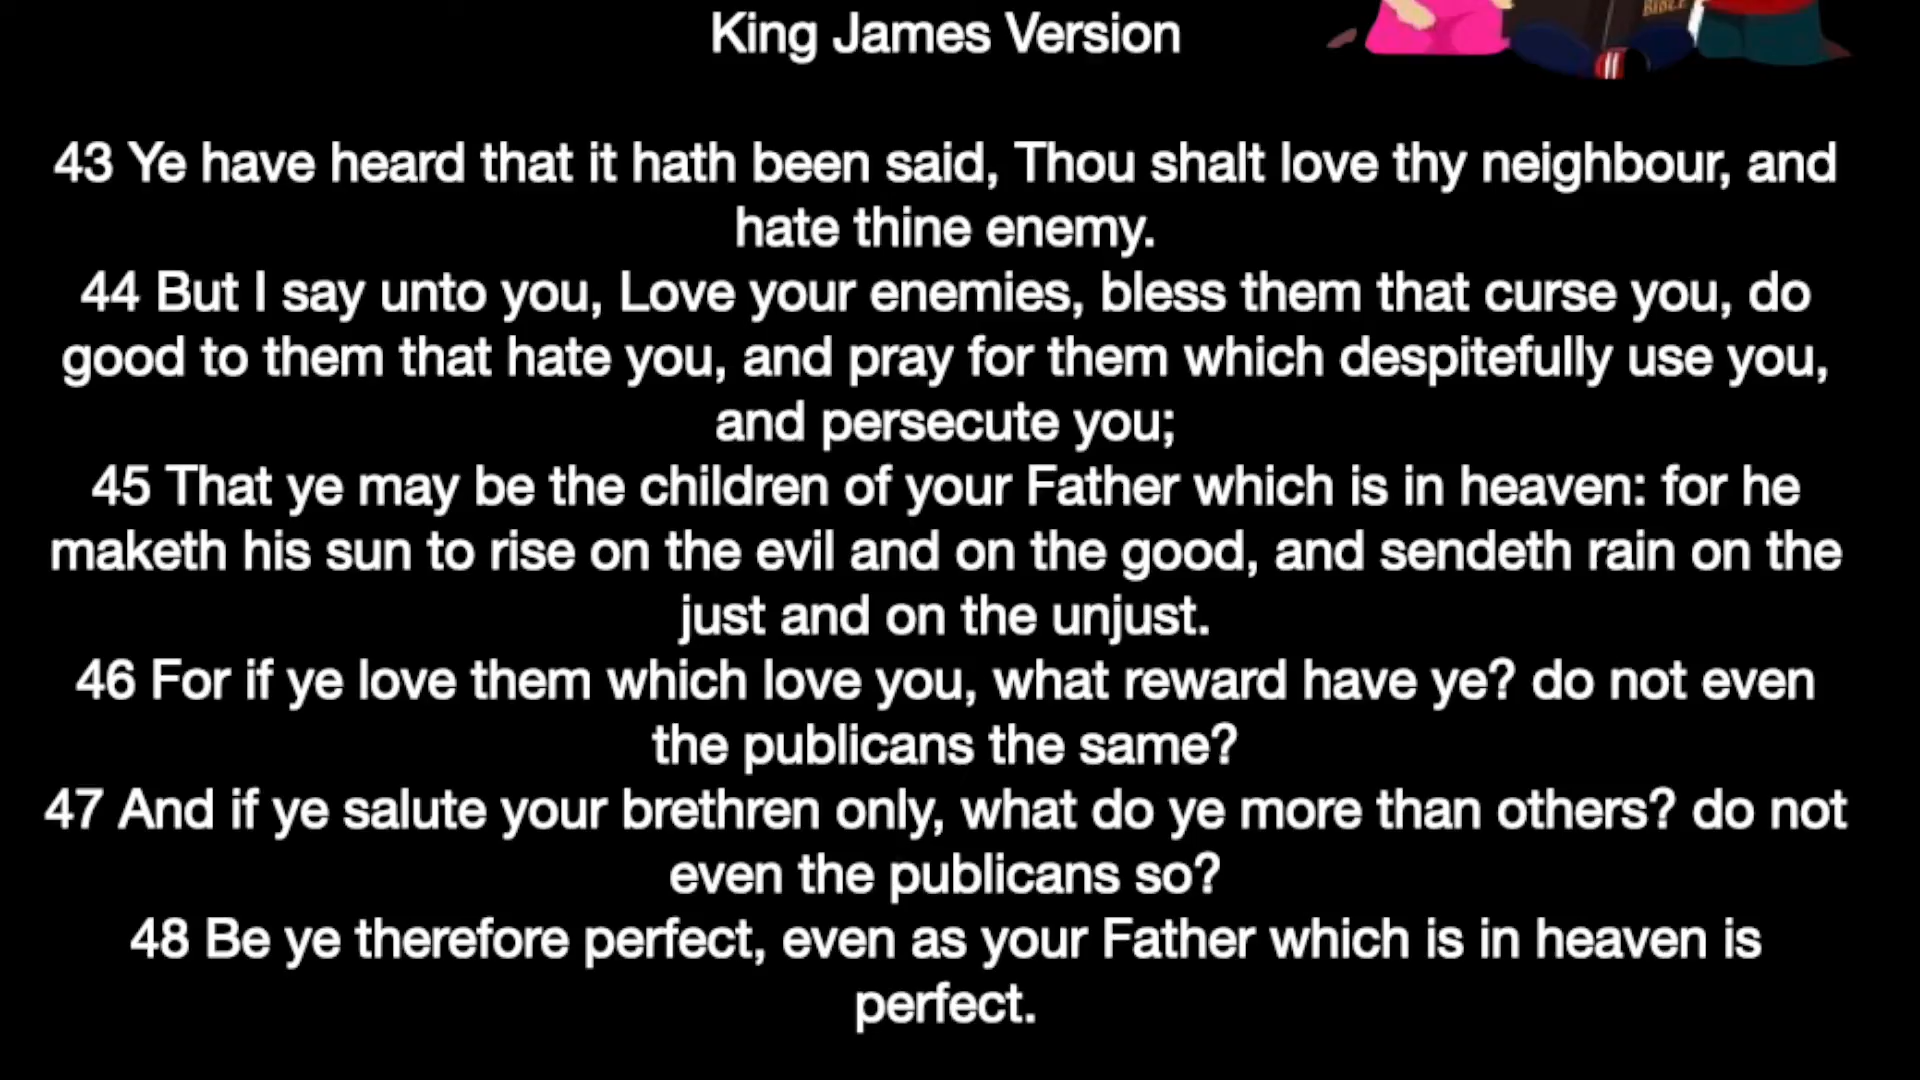 BIBLE
King James Version
43 Ye have heard that it hath been said, Thou shalt love thy neighbour, and
hate thine enemy.
44 But I say unto you, Love your enemies, bless them that curse you, do
good to them that hate you, and pray for them which despitefully use you,
and persecute you;
45 That ye may be the children of your Father which is in heaven: for he
maketh his sun to rise on the evil and on the good, and sendeth rain on the
just and on the unjust.
46 For if ye love them which love you, what reward have ye? do not even
the publicans the same?
47 And if ye salute your brethren only, what do ye more than others? do not
even the publicans so?
48 Be ye therefore perfect, even as your Father which is in heaven is
perfect.